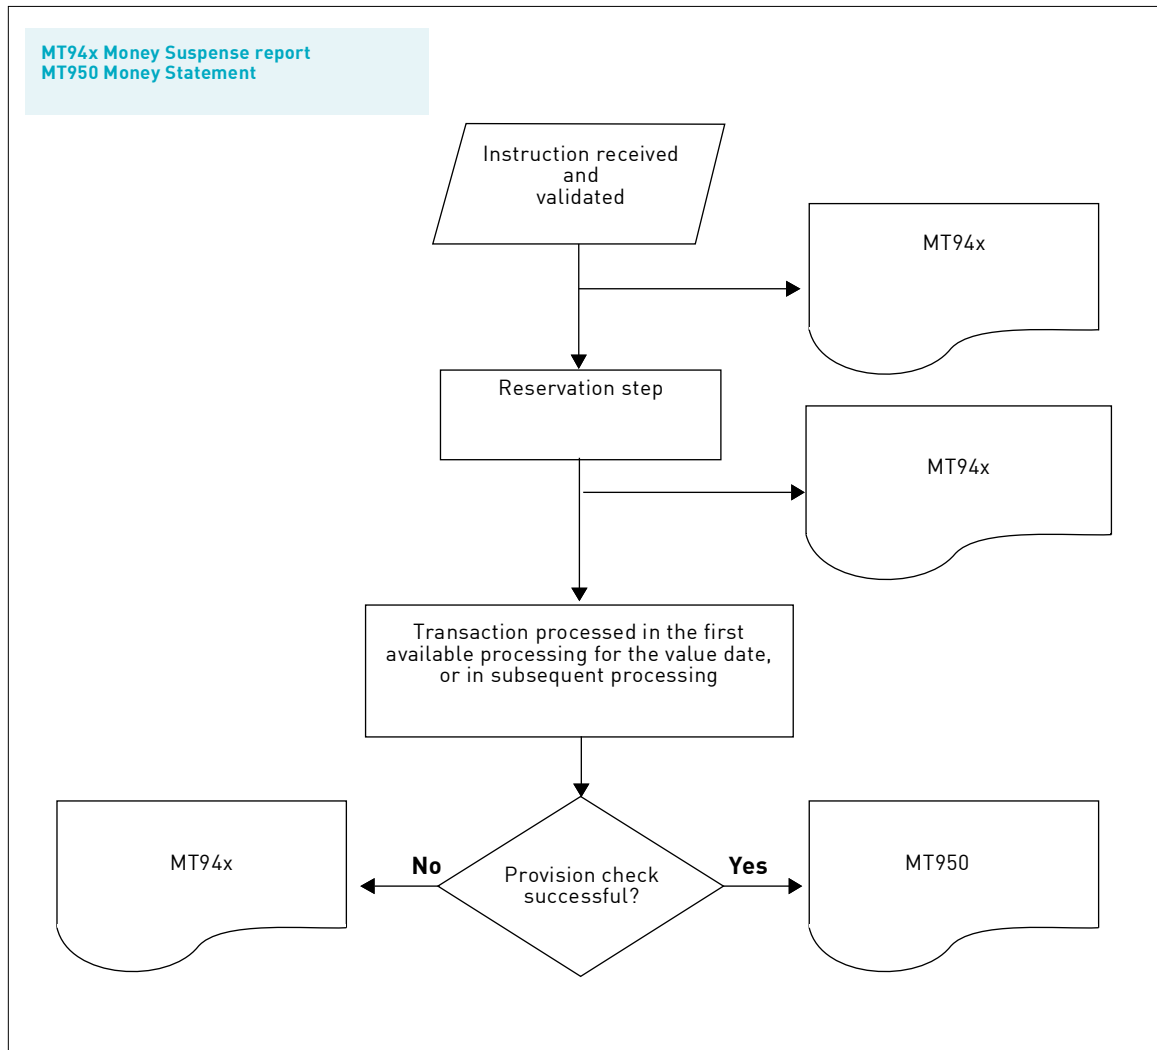 MT94x Money Suspense report
MT950 Money Statement
Instruction received
and
validated
MT94x
Reservation step
MT94x
Transaction processed in the first
available processing for the value date,
or in subsequent processing
MT94x
No
Provision check
successful?
Yes
MT950